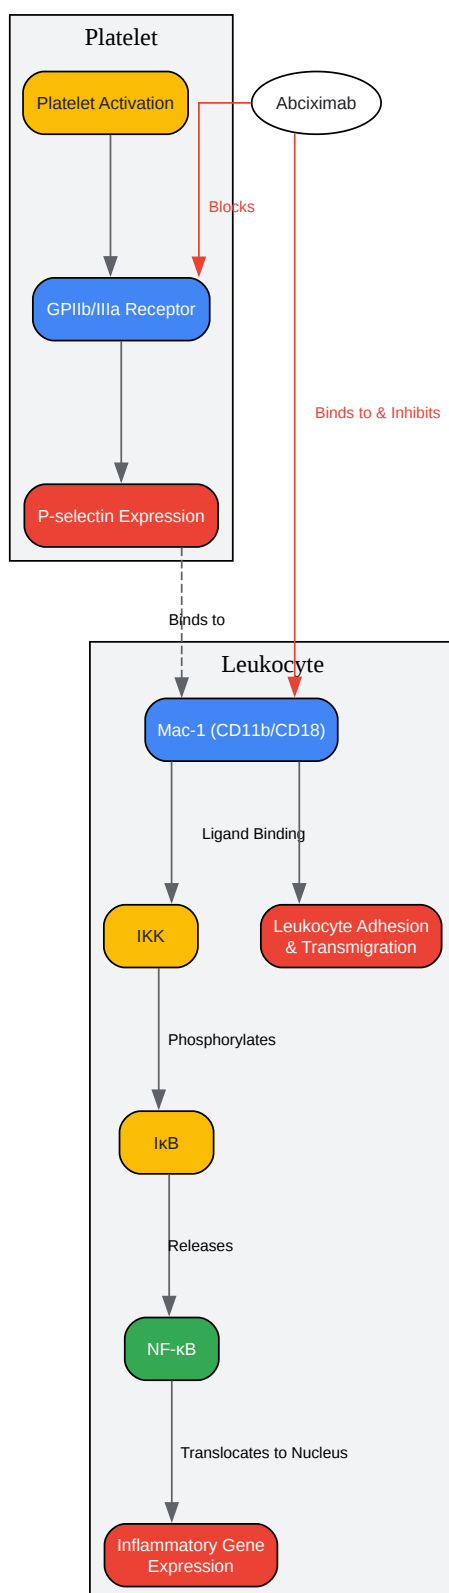 Platelet
Platelet Activation
Abciximab
Blocks
GPIIb/IIIa Receptor
Binds to & Inhibits
P-selectin Expression
Binds to
Leukocyte
Mac-1 (CD11b/CD18)
Ligand Binding
IKK
Leukocyte Adhesion
& Transmigration
Phosphorylates
IκB
Releases
NF-κB
Translocates to Nucleus
Inflammatory Gene
Expression